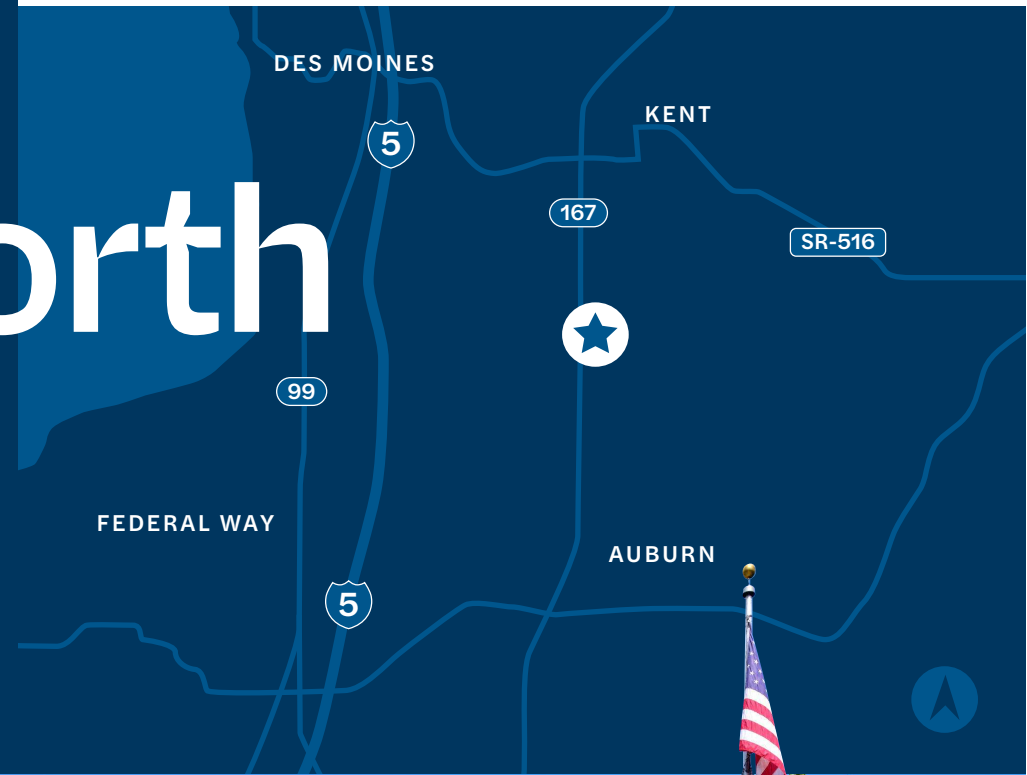 DES MOINES
KENT
5
167
orth
SR-516
99
FEDERAL WAY
AUBURN
5